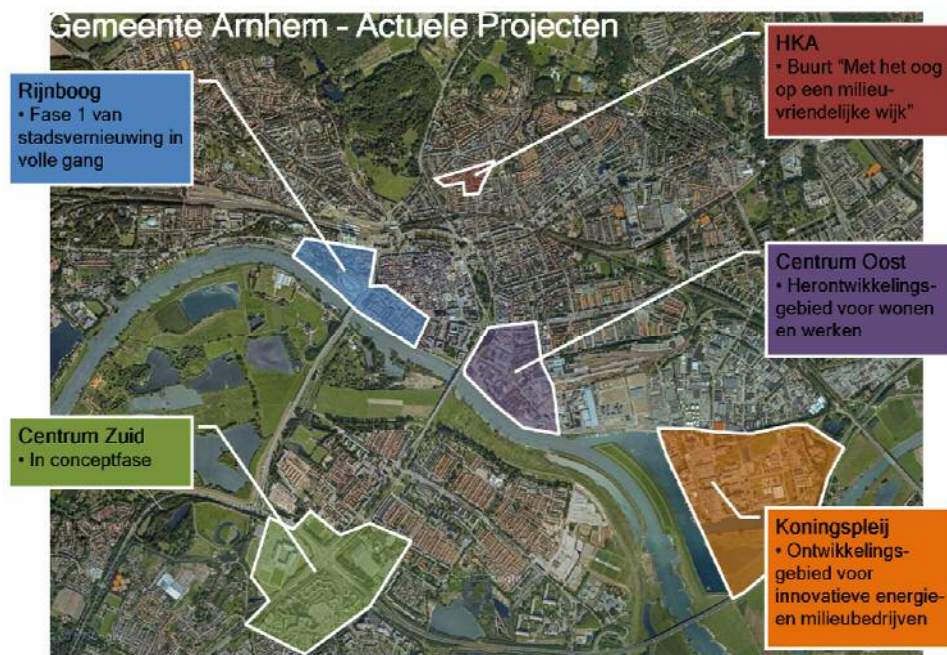 Gemeente Arnhem - Actuele Projecten
HKA
• Buurt "Met het oog
op een milieu-
vriendelijke wijk"
Rijnboog
• Fase 1 van
stadsvernieuwing in
volle gang
Centrum Oost
• Herontwikkelings-
gebied voor wonen
en werken
Centrum Zuid
• In conceptfase
Koningspleij
• Ontwikkelings-
gebied voor
innovatieve energie-
en milieubedrijven